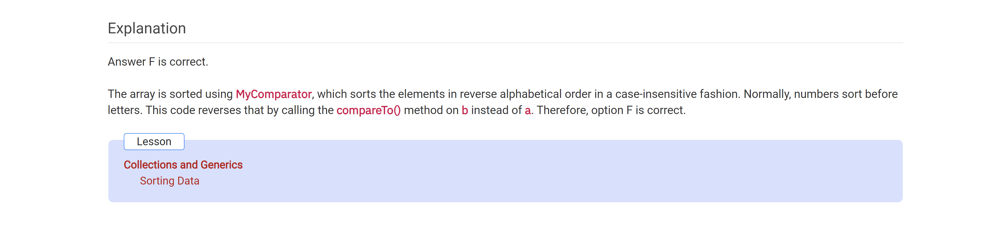 Explanation
Answer F is correct.
The array is sorted using MyComparator, which sorts the elements in reverse alphabetical order in a case-insensitive fashion. Normally, numbers sort before
letters. This code reverses that by calling the compareTo() method on b instead of a. Therefore, option F is correct.
Lesson
Collections and Generics
Sorting Data